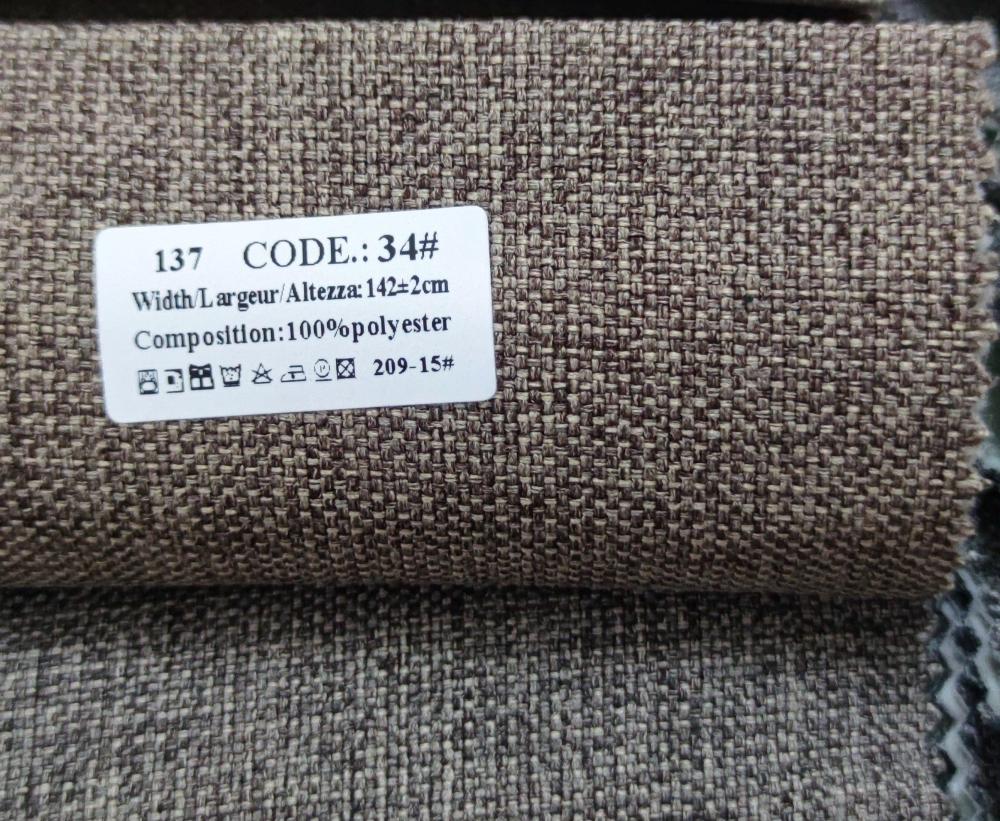 137 CODE.: 34#
Width/Largeur/Altezza:142±2cm
Composition:100%polyester
209-15#